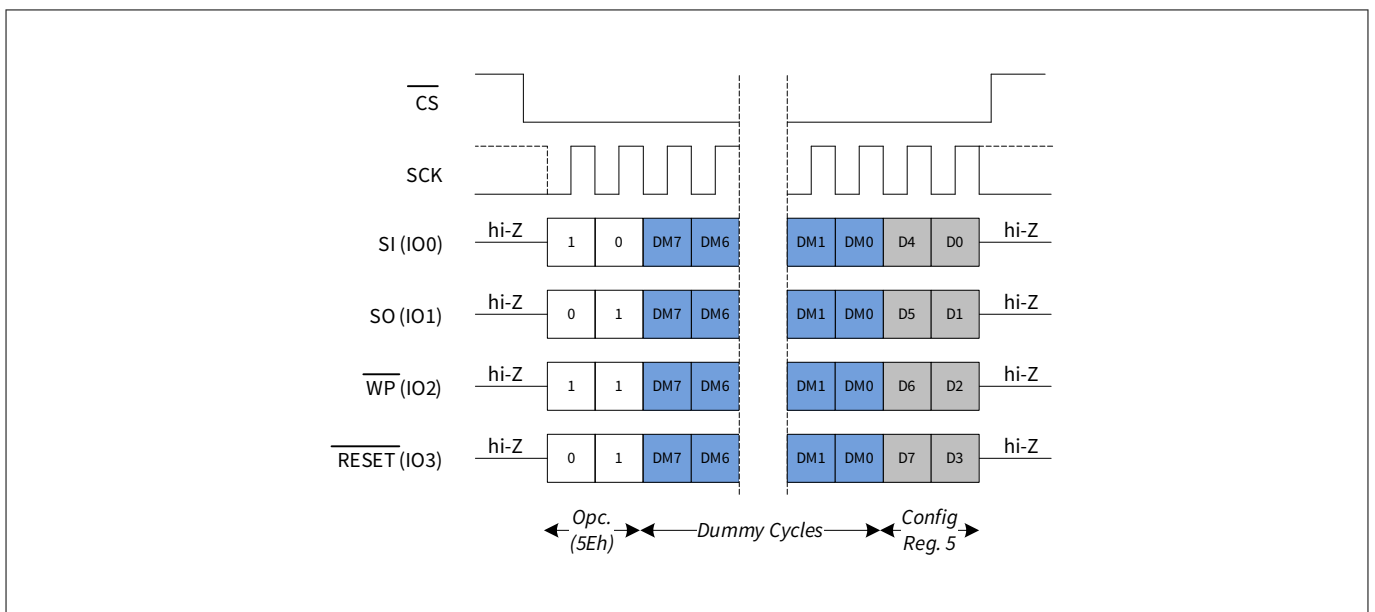 CS
SCK
SI (IO0) hi-Z 1 0 DM7 DM6 DM1 DM0 D4 D0 hi-Z
SO (IO1) hi-Z 0 1 DM7 DM6 DM1 DM0 D5 D1 hi-Z
WP (IO2) hi-Z 1 1 DM7 DM6 DM1 DM0 D6 D2 hi-Z
RESET (IO3) hi-Z 0 1 DM7 DM6 DM1 DM0 D7 D3 hi-Z
Opc. Dummy Cycles Config
(5Eh) Reg. 5